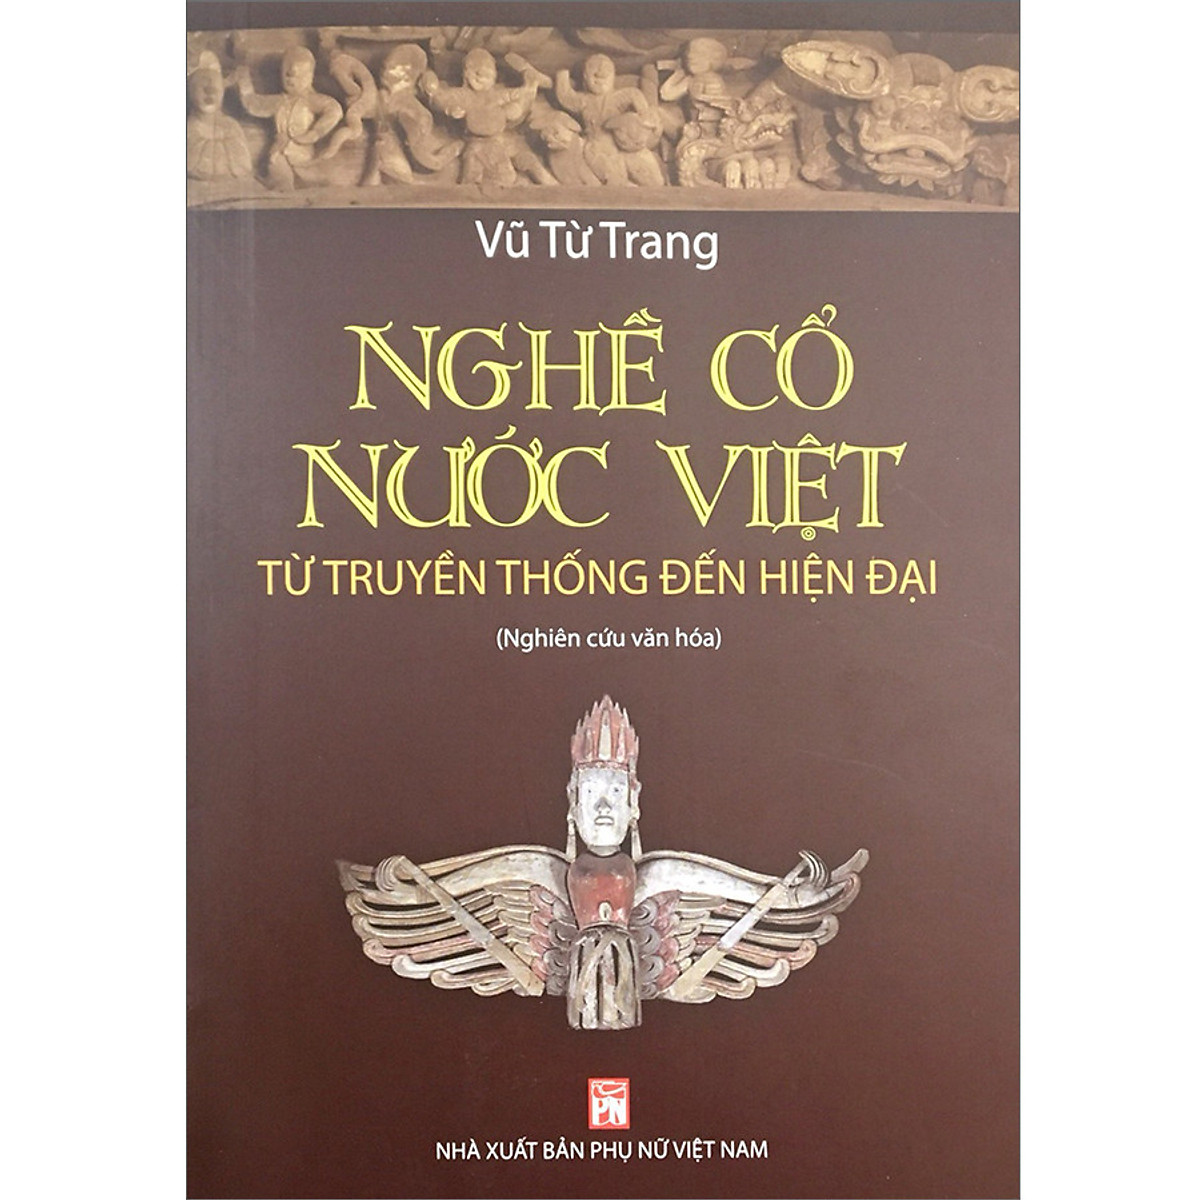 Vũ Từ Trang
NGHỀ CỔ
NƯỚC VIỆT
TỪ TRUYỀN THỐNG ĐẾN HIỆN ĐẠI
(Nghiên cứu văn hóa)
PN
NHÀ XUẤT BẢN PHỤ NỮ VIỆT NAM